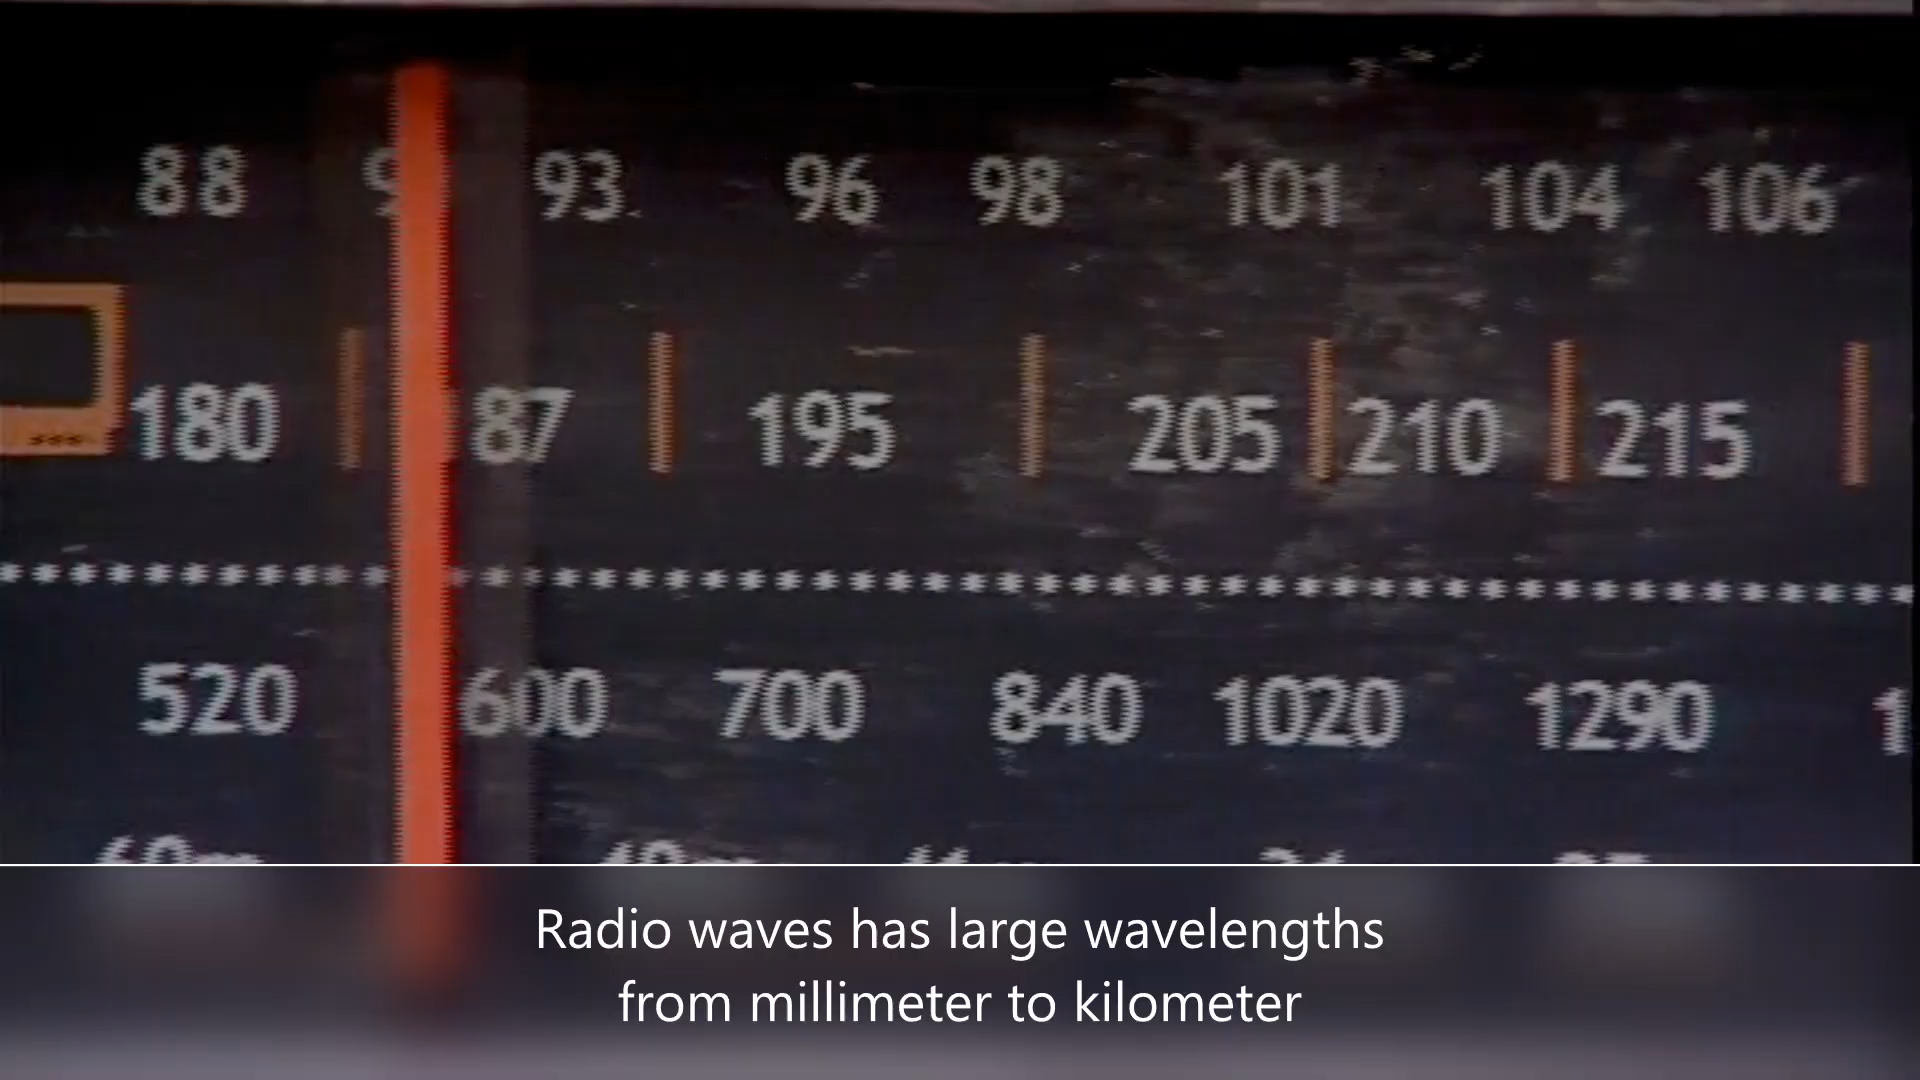 88 93 96 98 101 104 106
180 87 195 205 210 215
520 600 700 840 1020 1290
Radio waves has large wavelengths
from millimeter to kilometer